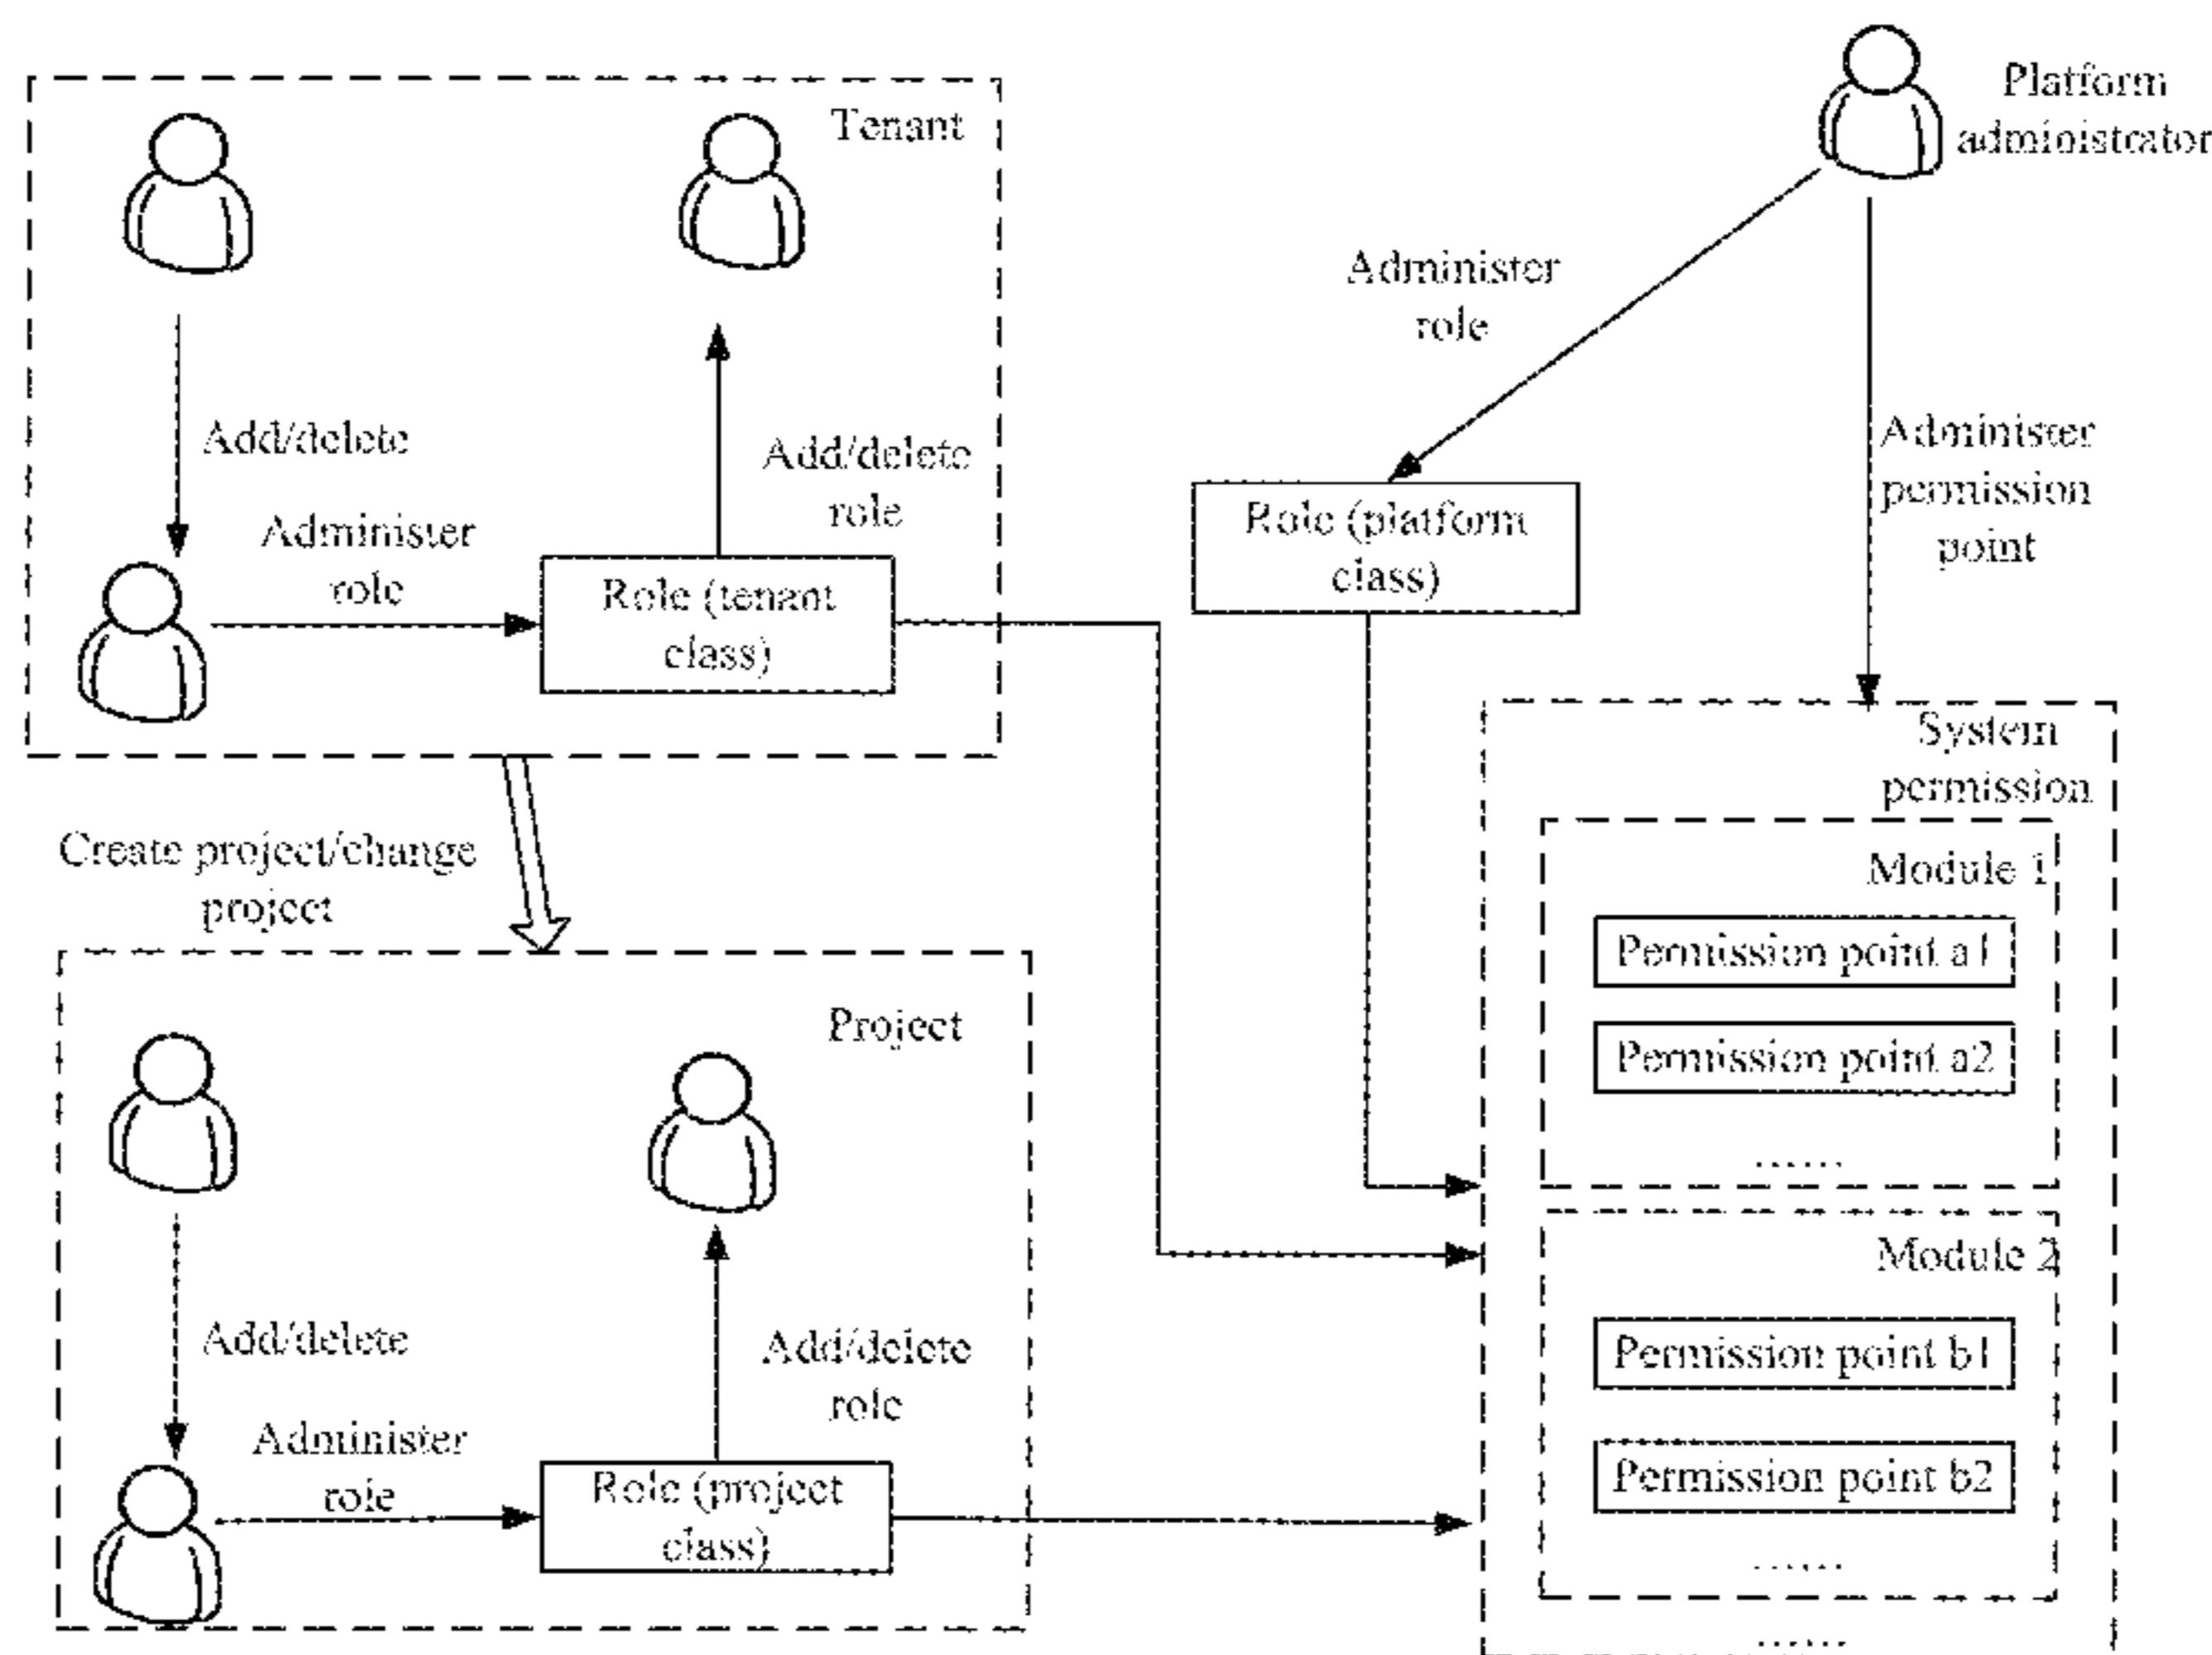 Tenant
Platform
administrator
Add/delete
Administer
role
Add/delete
role
Role (tenant
class)
Administer
role
Role (platform
class)
Administer
permission
point
Create project/change
project
Project
Add/delete
Administer
role
Add/delete
role
Role (project
class)
System
permission
Module 1
Permission point a1
Permission point a2
......
Module 2
Permission point b1
Permission point b2
......
......